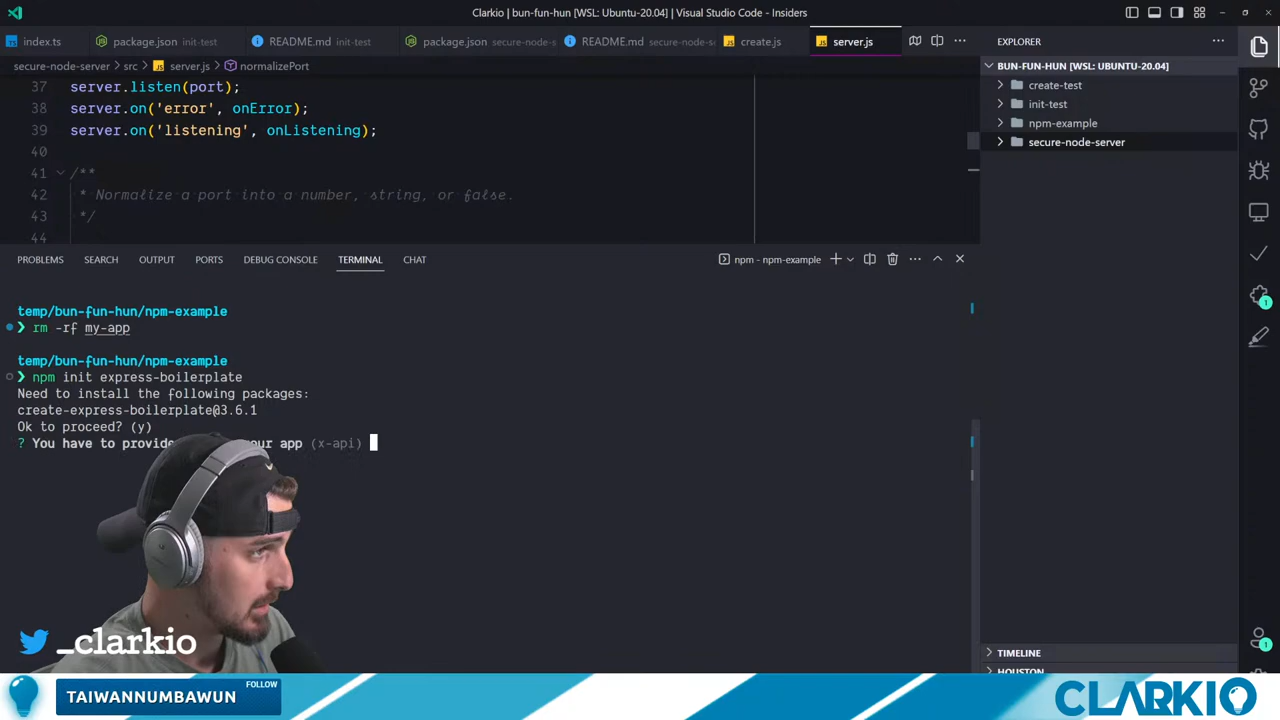 Clarkio | bun-fun-hun [WSL: Ubuntu-20.04] | Visual Studio Code - Insiders
index.ts
package.json init-test
README.md init-test
package.json secure-node-s
README.md secure-node-s
create.js
server.js
EXPLORER
secure-node-server > src > server.js > normalizePort
BUN-FUN-HUN [WSL: UBUNTU-20.04]
create-test
init-test
npm-example
secure-node-server
37 server.listen(port);
38 server.on('error', onError);
39 server.on('listening', onListening);
40
41 /**
42 * Normalize a port into a number, string, or false.
43 */
44
PROBLEMS
SEARCH
OUTPUT
PORTS
DEBUG CONSOLE
TERMINAL
CHAT
npm - npm-example
temp/bun-fun-hun/npm-example
❯ rm -rf my-app
temp/bun-fun-hun/npm-example
❯ npm init express-boilerplate
Need to install the following packages:
create-express-boilerplate@3.6.1
Ok to proceed? (y)
? You have to provide app (x-api)
1
1
TIMELINE
HOUSTON
_clarkio
TAIWANNUMBAWUN
FOLLOW
CLARKIO